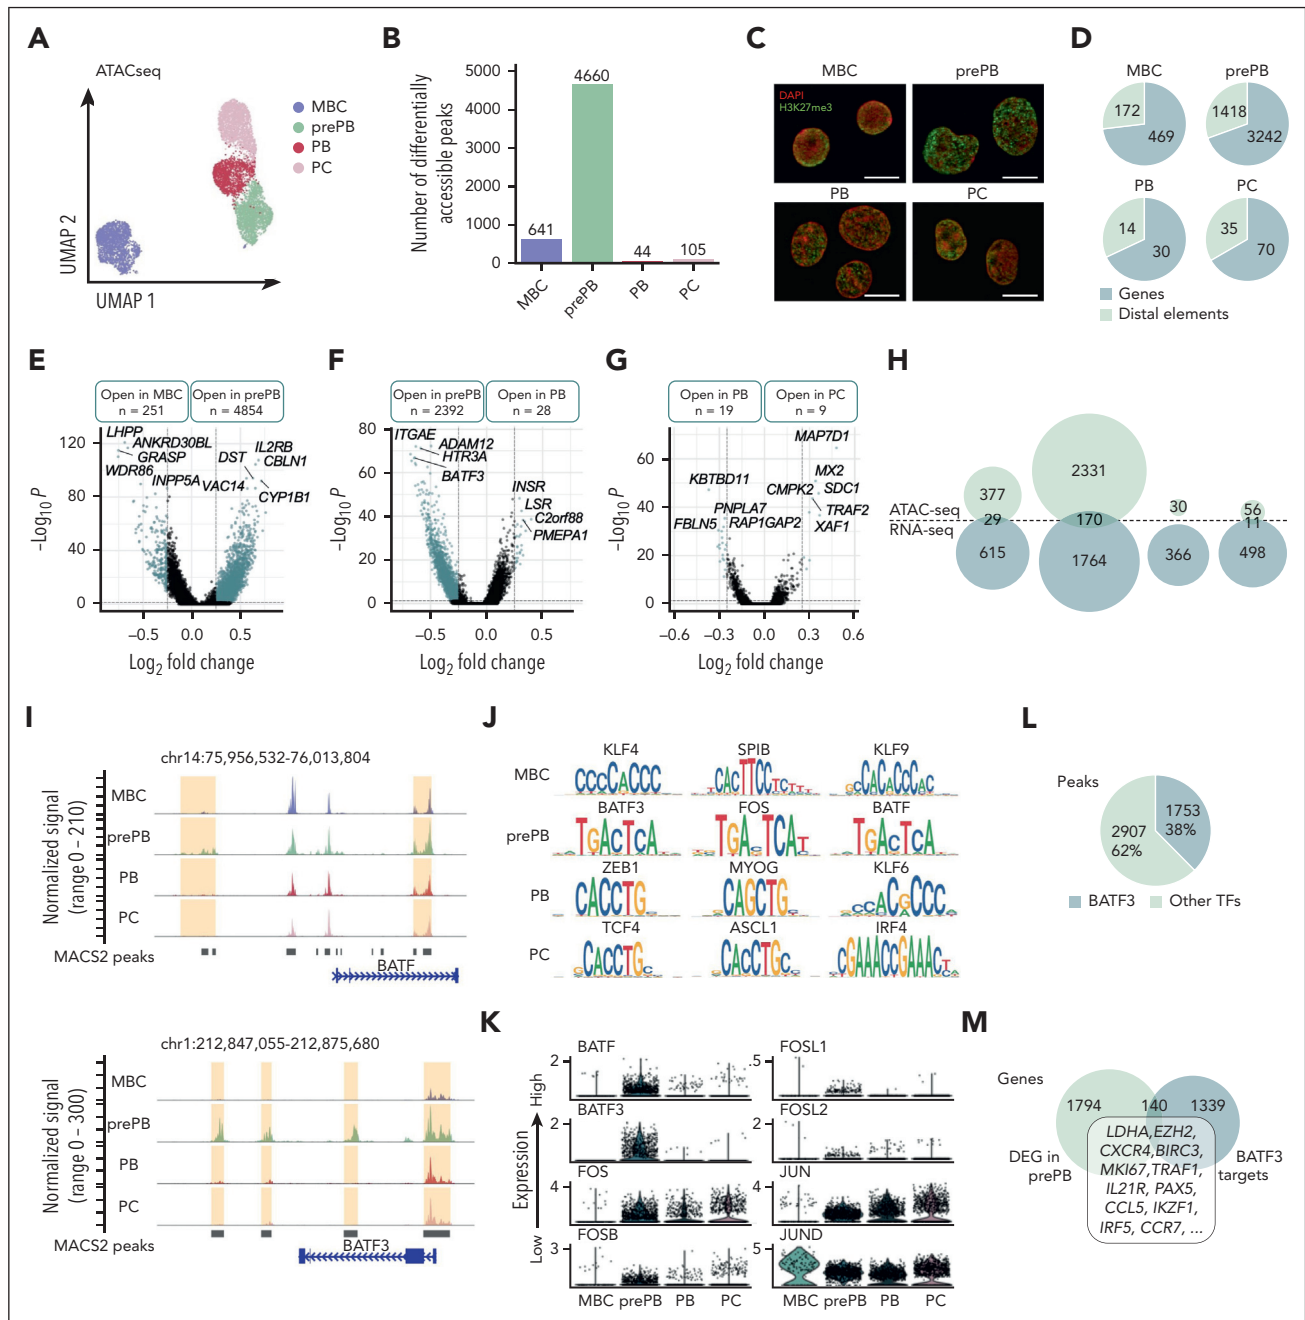 A
ATACseq
UMAP 2
UMAP 1
MBC
prePB
PB
PC
B
Number of differentially
accessible peaks
5000
4000
3000
2000
1000
0
641
4660
44
105
MBC
prePB
PB
PC
C
MBC
prePB
DAPI
H3K27me3
PB
PC
D
MBC
prePB
172
469
1418
3242
PB
PC
14
30
35
70
Genes
Distal elements
E
Open in MBC
n = 251
Open in prePB
n = 4854
LHPP
ANKRD30BL
GRASP
WDR86
INPP5A
VAC14
DST
IL2RB
CBLN1
CYP1B1
−Log10 P
120
80
40
0
−0.5
0.0
0.5
Log2 fold change
F
Open in prePB
n = 2392
Open in PB
n = 28
ITGAE
ADAM12
HTR3A
BATF3
INSR
LSR
C2orf88
PMEPA1
−Log10 P
80
60
40
20
0
−0.5
0.0
0.5
Log2 fold change
G
Open in PB
n = 19
Open in PC
n = 9
MAP7D1
KBTBD11
MX2
CMPK2
SDC1
PNPLA7
TRAF2
FBLN5
RAP1GAP2
XAF1
−Log10 P
60
40
20
0
−0.6
−0.3
0.0
0.3
0.6
Log2 fold change
H
ATAC-seq
RNA-seq
377
29
615
2331
170
1764
30
366
56
11
498
I
chr14:75,956,532-76,013,804
Normalized signal
(range 0 – 210)
MBC
prePB
PB
PC
MACS2 peaks
BATF
chr1:212,847,055-212,875,680
Normalized signal
(range 0 – 300)
MBC
prePB
PB
PC
MACS2 peaks
BATF3
J
KLF4
SPIB
KLF9
MBC
BATF3
FOS
BATF
prePB
ZEB1
MYOG
KLF6
PB
TCF4
ASCL1
IRF4
PC
K
Expression
High
Low
BATF
2
BATF3
2
FOS
4
FOSB
3
MBC prePB PB PC
FOSL1
.5
FOSL2
2
JUN
4
JUND
5
MBC prePB PB PC
L
Peaks
1753
38%
2907
62%
BATF3
Other TFs
M
Genes
1794
140
1339
DEG in
prePB
BATF3
targets
LDHA,EZH2,
CXCR4,BIRC3,
MKI67,TRAF1,
IL21R, PAX5,
CCL5, IKZF1,
IRF5, CCR7, ...